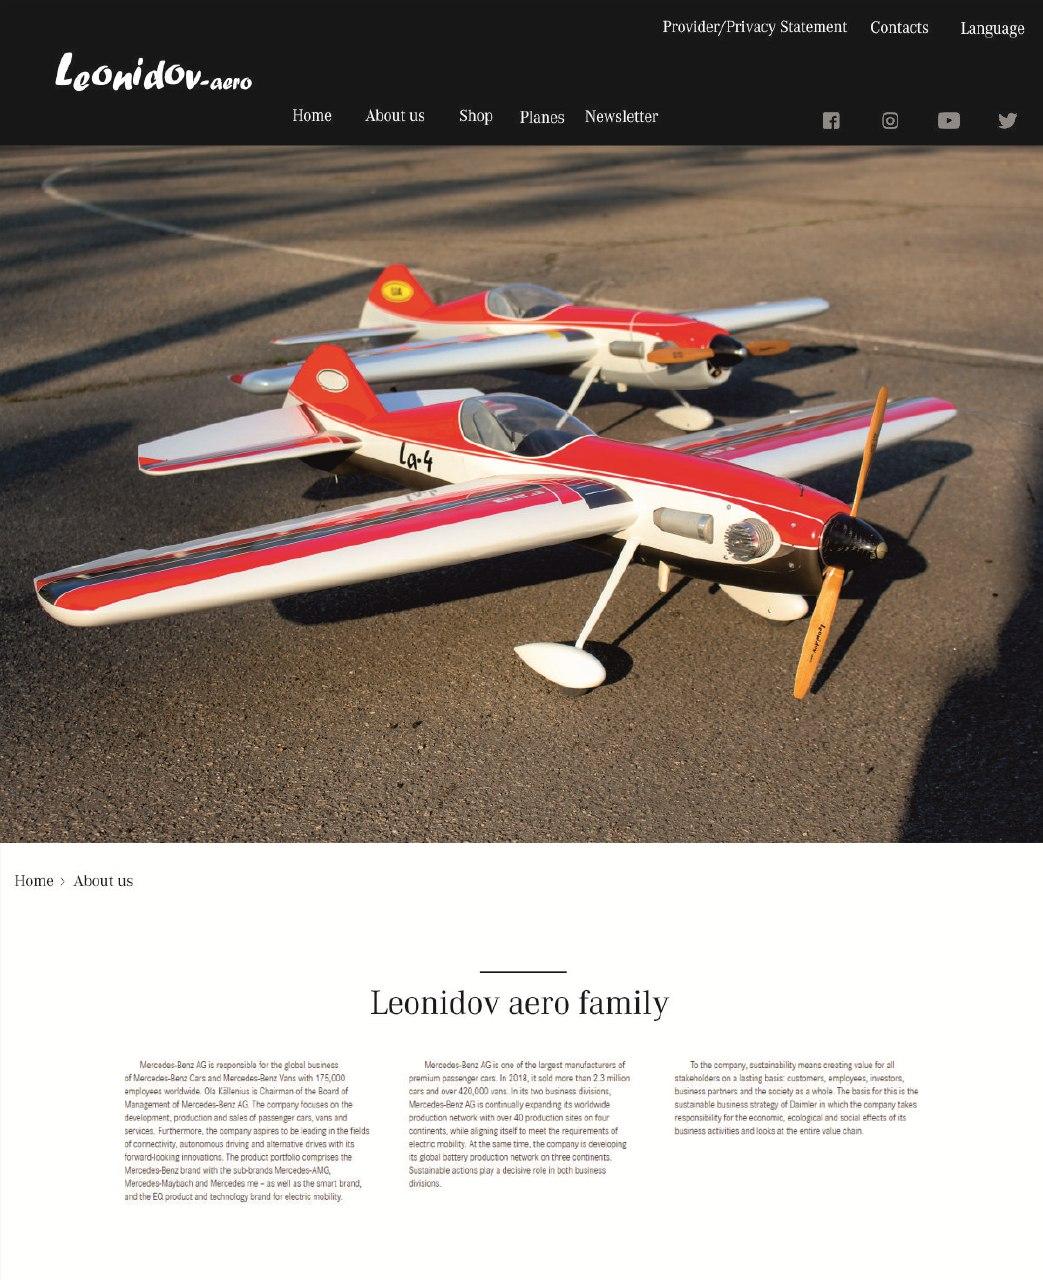 Provider/Privacy Statement Contacts Language
Leonidov-aero
Home About us Shop Planes Newsletter
La-4
Leonidov
Home › About us
Leonidov aero family
Mercedes-Benz AG is responsible for the global business
of Mercedes-Benz Cars and Mercedes-Benz Vans with 175,000
employees worldwide. Ola Källenius is Chairman of the Board of
Management of Mercedes-Benz AG. The company focuses on the
development, production and sales of passenger cars, vans and
services. Furthermore, the company aspires to be leading in the fields
of connectivity, autonomous driving and alternative drives with its
forward-looking innovations. The product portfolio comprises the
Mercedes-Benz brand with the sub-brands Mercedes-AMG,
Mercedes-Maybach and Mercedes me – as well as the smart brand,
and the EQ product and technology brand for electric mobility.
Mercedes-Benz AG is one of the largest manufacturers of
premium passenger cars. In 2018, it sold more than 2.3 million
cars and over 420,000 vans. In its two business divisions,
Mercedes-Benz AG is continually expanding its worldwide
production network with over 40 production sites on four
continents, while aligning itself to meet the requirements of
electric mobility. At the same time, the company is developing
its global battery production network on three continents.
Sustainable actions play a decisive role in both business
divisions.
To the company, sustainability means creating value for all
stakeholders on a lasting basis: customers, employees, investors,
business partners and the society as a whole. The basis for this is the
sustainable business strategy of Daimler in which the company takes
responsibility for the economic, ecological and social effects of its
business activities and looks at the entire value chain.